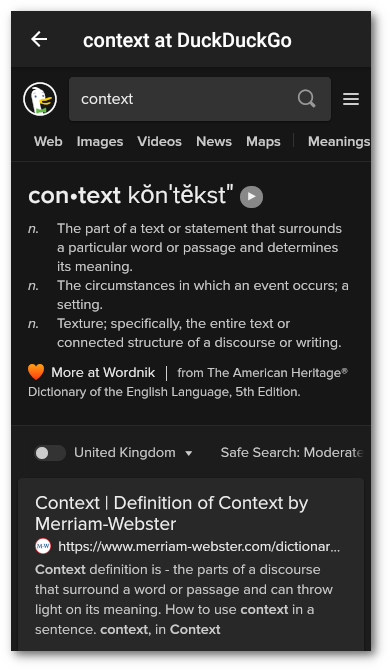 context at DuckDuckGo
context
Web Images Videos News Maps Meanings
con•text kŏn'tĕkst"
n. The part of a text or statement that surrounds
a particular word or passage and determines
its meaning.
n. The circumstances in which an event occurs; a
setting.
n. Texture; specifically, the entire text or
connected structure of a discourse or writing.
More at Wordnik | from The American Heritage®
Dictionary of the English Language, 5th Edition.
United Kingdom Safe Search: Moderate
Context | Definition of Context by
Merriam-Webster
M-W https://www.merriam-webster.com/dictionar...
Context definition is - the parts of a discourse
that surround a word or passage and can throw
light on its meaning. How to use context in a
sentence. context, in Context